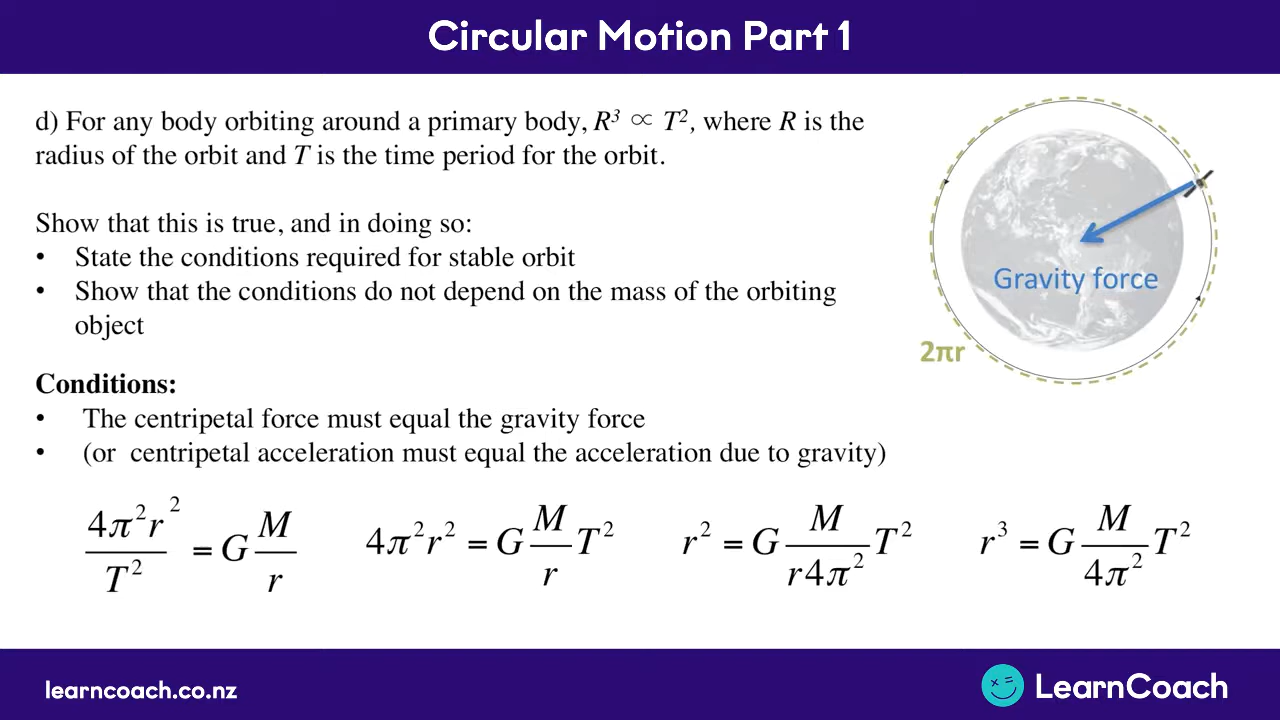 Circular Motion Part 1
d) For any body orbiting around a primary body, R³ ∝ T², where R is the
radius of the orbit and T is the time period for the orbit.
Show that this is true, and in doing so:
• State the conditions required for stable orbit
• Show that the conditions do not depend on the mass of the orbiting
object
Gravity force
2πr
Conditions:
• The centripetal force must equal the gravity force
• (or centripetal acceleration must equal the acceleration due to gravity)
4π²r² / T² = G M / r
4π²r² = G M / r T²
r² = G M / r4π² T²
r³ = G M / 4π² T²
learncoach.co.nz
LearnCoach